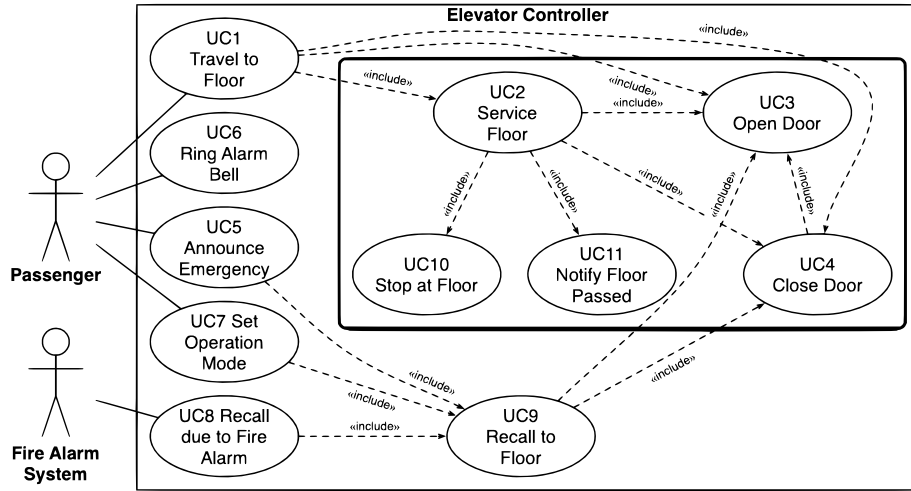 Elevator Controller
UC1
Travel to
Floor
«include»
«include»
«include»
UC2
Service
Floor
«include»
UC3
Open Door
UC6
Ring Alarm
Bell
«include»
«include»
«include»
«include»
«include»
Passenger
UC5
Announce
Emergency
UC10
Stop at Floor
UC11
Notify Floor
Passed
UC4
Close Door
UC7 Set
Operation
Mode
«include»
«include»
«include»
Fire Alarm
System
UC8 Recall
due to Fire
Alarm
«include»
UC9
Recall to
Floor